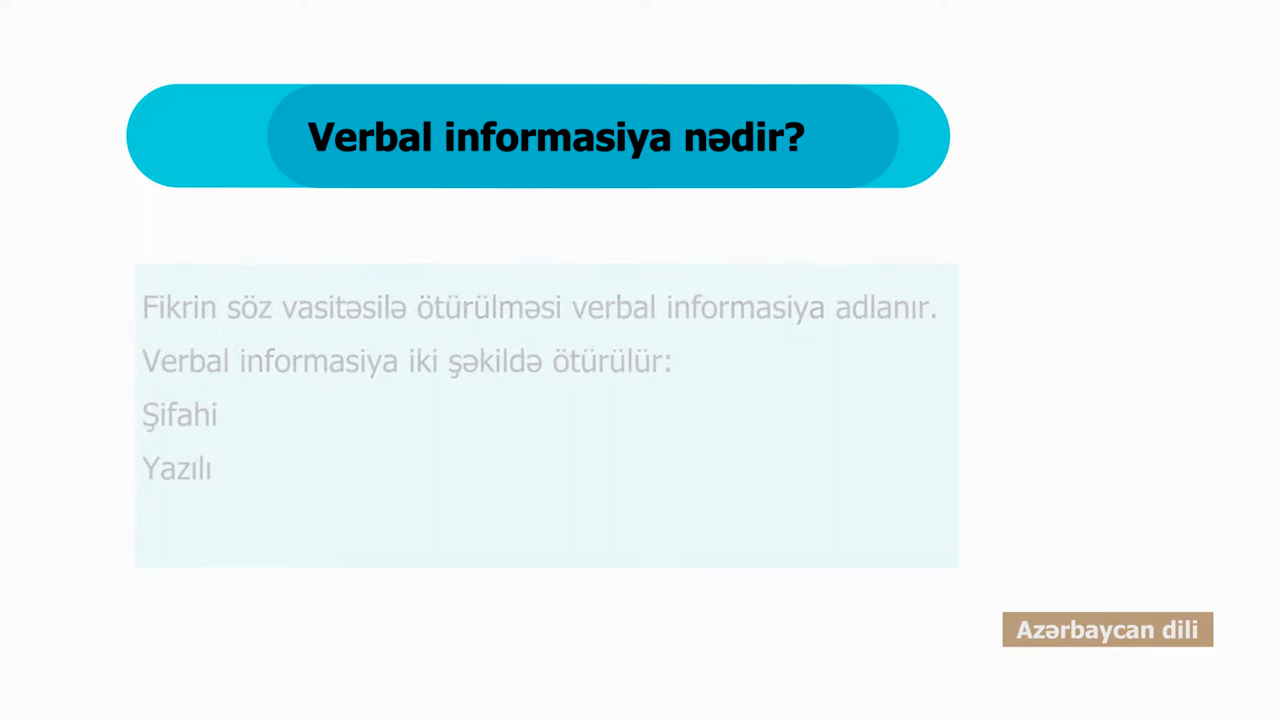 Verbal informasiya nədir?
Fikrin söz vasitəsilə ötürülməsi verbal informasiya adlanır.
Verbal informasiya iki şəkildə ötürülür:
Şifahi
Yazılı
Azərbaycan dili